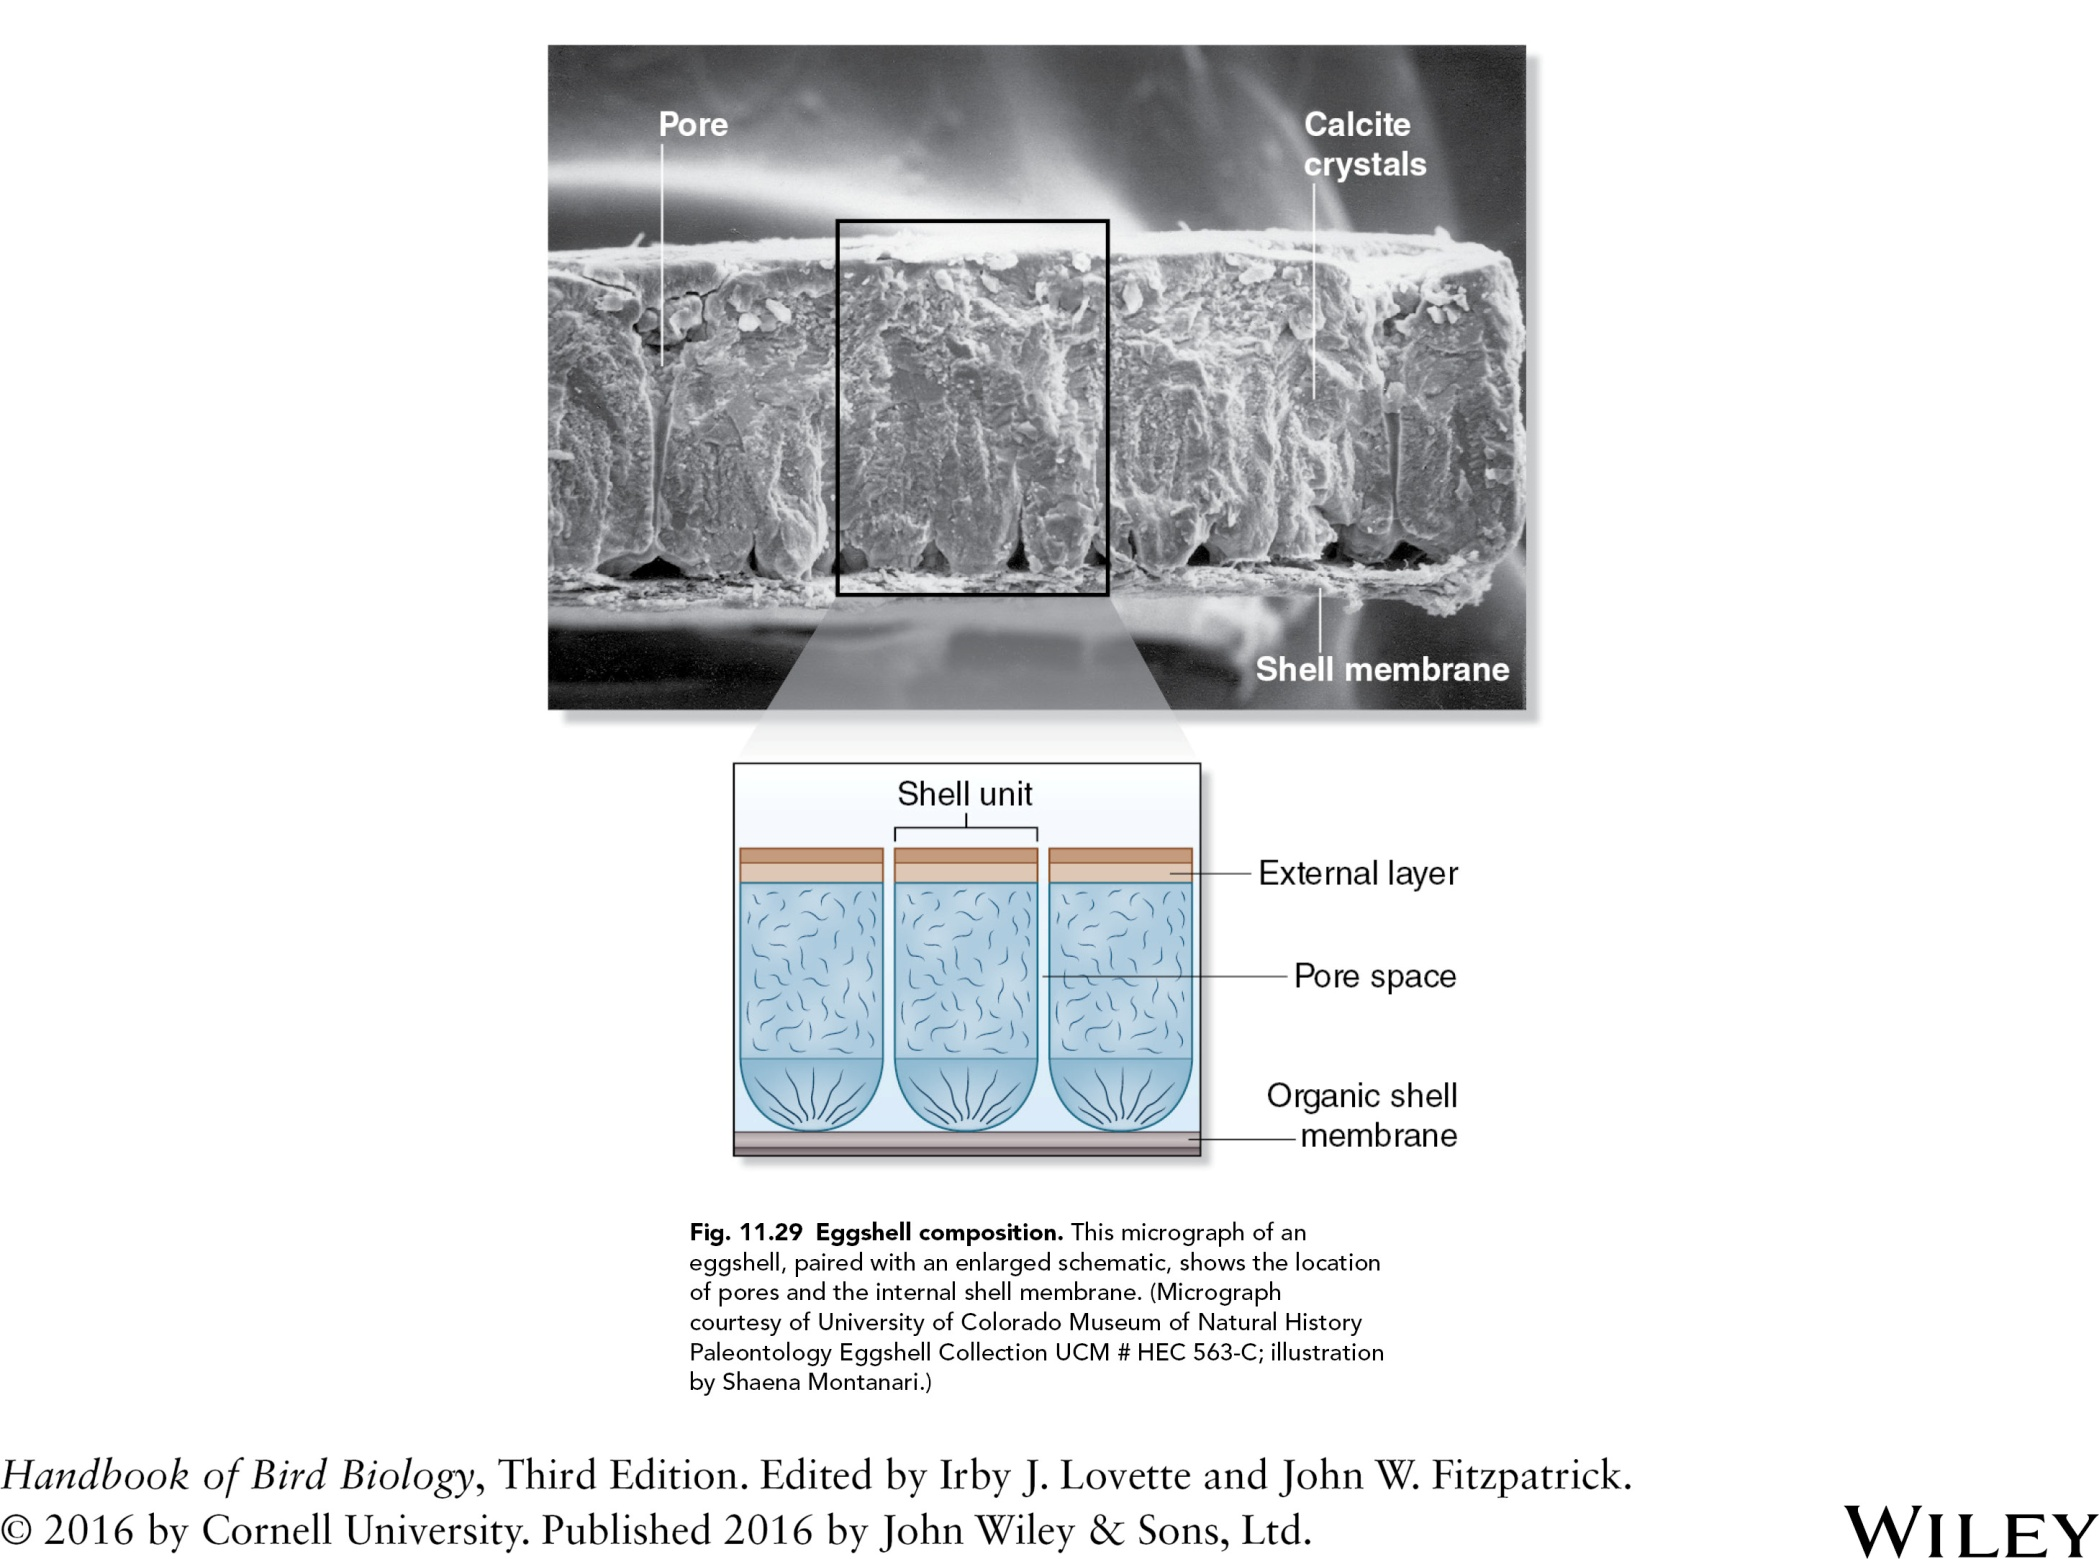 Pore
Calcite
crystals
Shell membrane
Shell unit
External layer
Pore space
Organic shell
membrane
Fig. 11.29 Eggshell composition. This micrograph of an
eggshell, paired with an enlarged schematic, shows the location
of pores and the internal shell membrane. (Micrograph
courtesy of University of Colorado Museum of Natural History
Paleontology Eggshell Collection UCM # HEC 563-C; illustration
by Shaena Montanari.)
Handbook of Bird Biology, Third Edition. Edited by Irby J. Lovette and John W. Fitzpatrick.
© 2016 by Cornell University. Published 2016 by John Wiley & Sons, Ltd.
WILEY